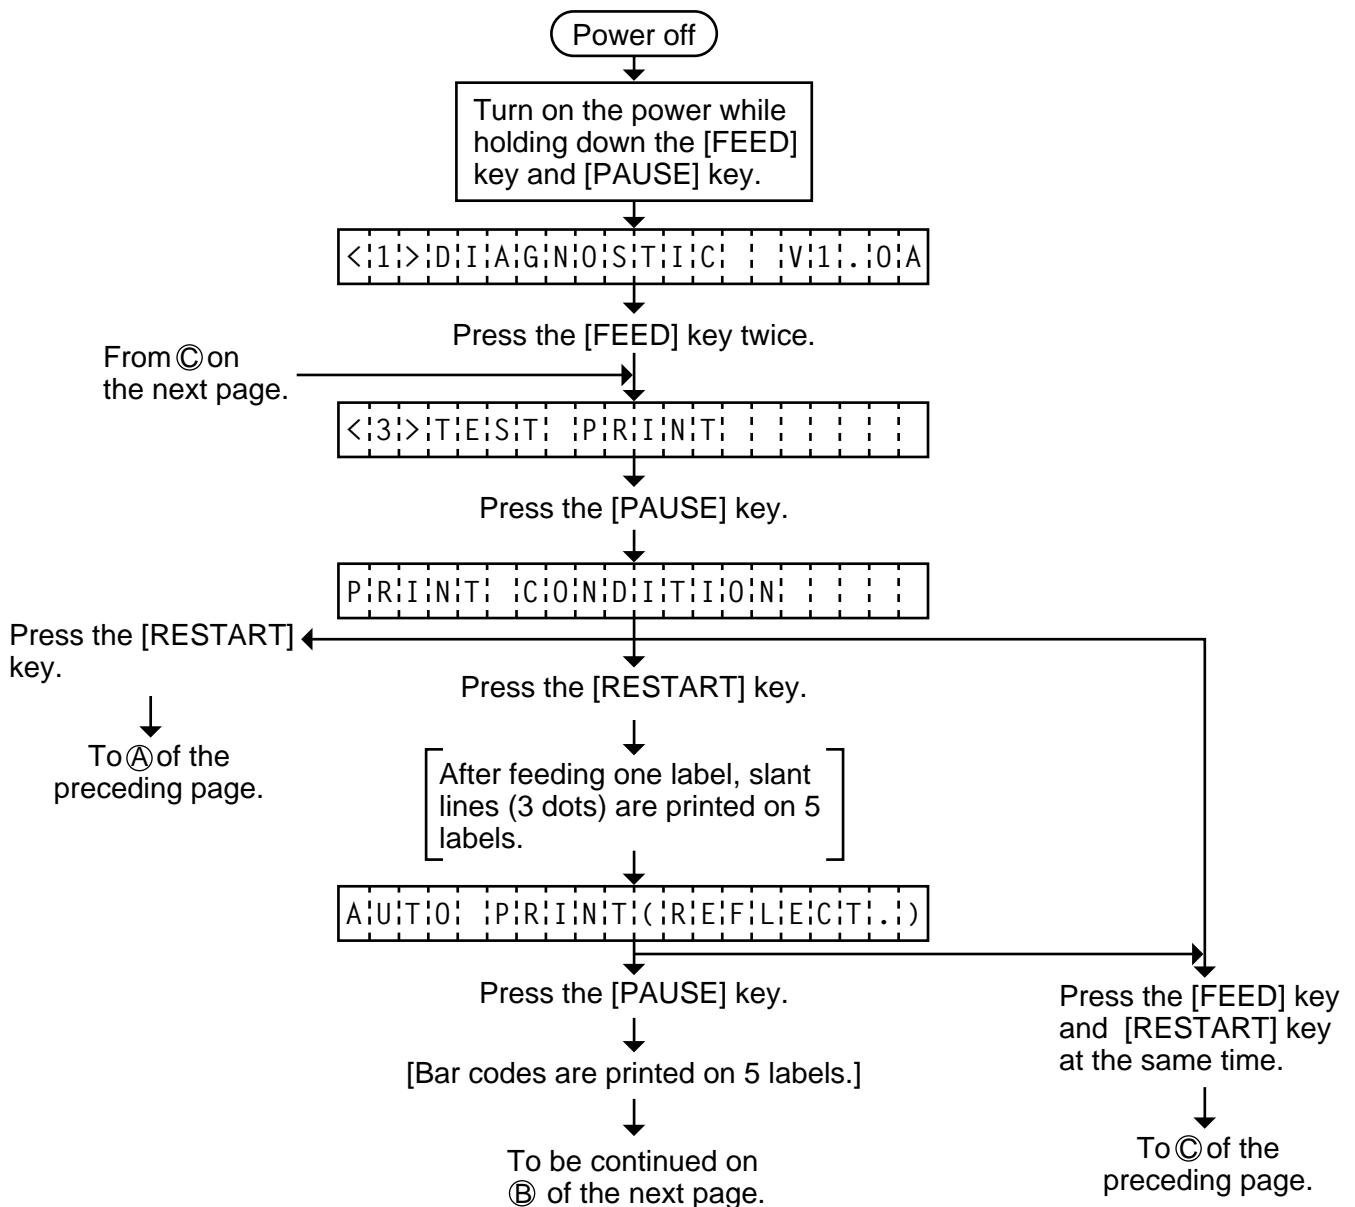 Power off
Turn on the power while
holding down the [FEED]
key and [PAUSE] key.
<1>DIAGNOSTIC  V1.0A
Press the [FEED] key twice.
From Ⓒ on
the next page.
<3>TEST PRINT
Press the [PAUSE] key.
PRINT CONDITION
Press the [RESTART]
key.
To Ⓐ of the
preceding page.
Press the [RESTART] key.
After feeding one label, slant
lines (3 dots) are printed on 5
labels.
AUTO PRINT(REFLECT.)
Press the [PAUSE] key.
[Bar codes are printed on 5 labels.]
To be continued on
Ⓑ of the next page.
Press the [FEED] key
and [RESTART] key
at the same time.
To Ⓒ of the
preceding page.